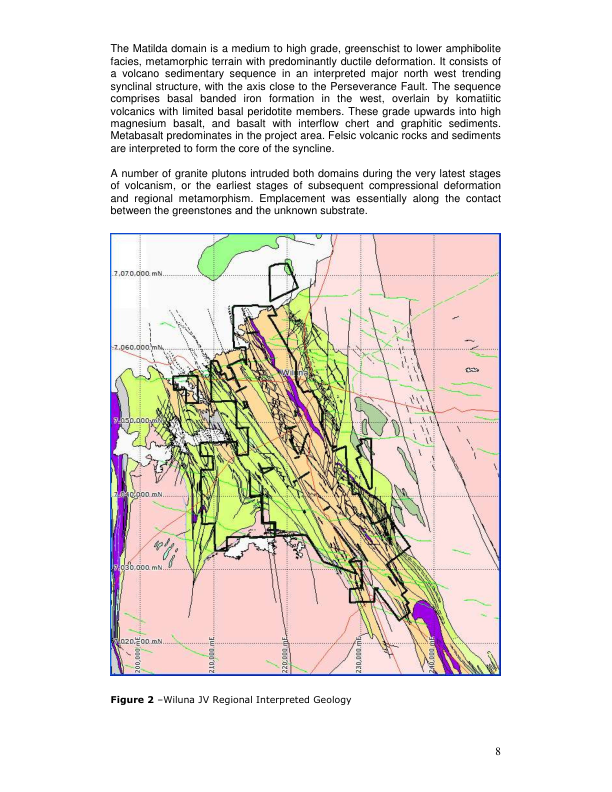 The Matilda domain is a medium to high grade, greenschist to lower amphibolite
facies, metamorphic terrain with predominantly ductile deformation. It consists of
a volcano sedimentary sequence in an interpreted major north west trending
synclinal structure, with the axis close to the Perseverance Fault. The sequence
comprises basal banded iron formation in the west, overlain by komatiitic
volcanics with limited basal peridotite members. These grade upwards into high
magnesium basalt, and basalt with interflow chert and graphitic sediments.
Metabasalt predominates in the project area. Felsic volcanic rocks and sediments
are interpreted to form the core of the syncline.
A number of granite plutons intruded both domains during the very latest stages
of volcanism, or the earliest stages of subsequent compressional deformation
and regional metamorphism. Emplacement was essentially along the contact
between the greenstones and the unknown substrate.
7,070,000 mN
7,060,000 mN
Wiluna
7,050,000 mN
7,040,000 mN
7,030,000 mN
7,020,000 mN
200,000 mE
210,000 mE
220,000 mE
230,000 mE
240,000 mE
Figure 2 –Wiluna JV Regional Interpreted Geology
8